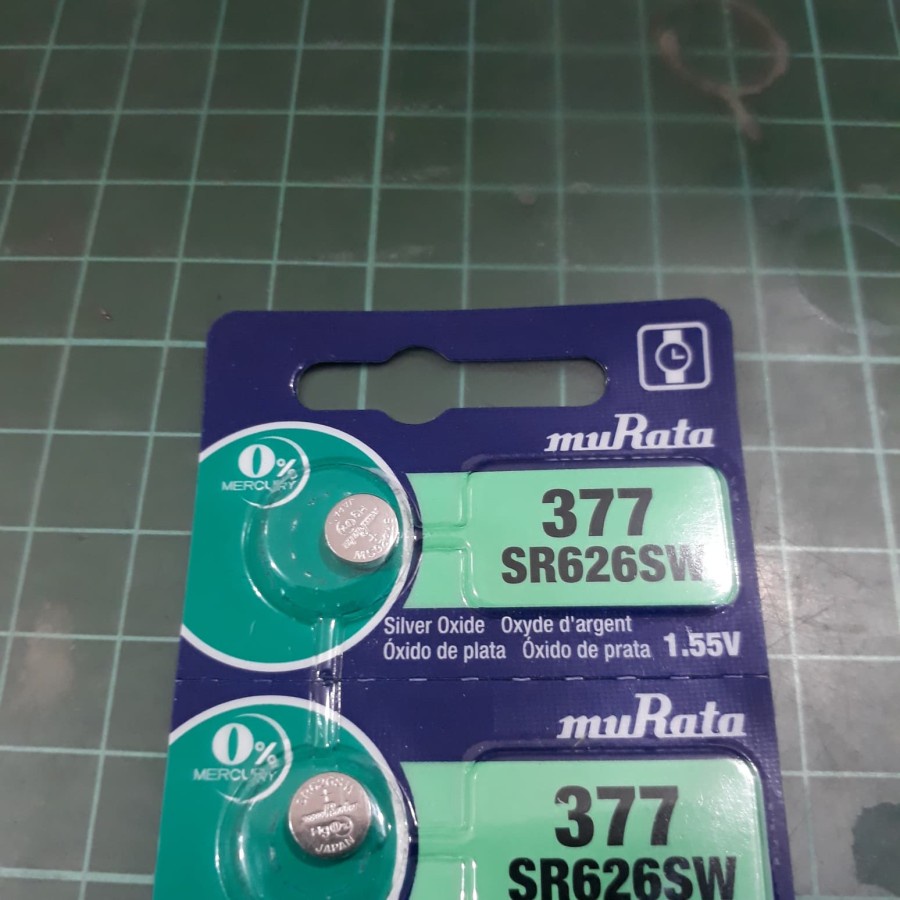 muRata
0%
MERCURY
377
SR626SW
Silver Oxide Oxyde d'argent
Óxido de plata Óxido de prata 1.55V
muRata
0%
MERCURY
377
SR626SW
JAPAN